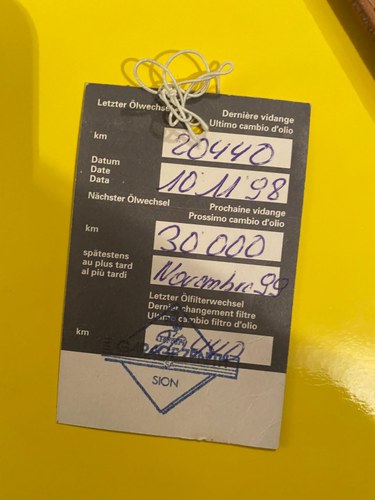 Letzter Ölwechsel
Dernière vidange
Ultimo cambio d'olio
km
20440
Datum
Date
Data
10.11.98
Nächster Ölwechsel
Prochaine vidange
Prossimo cambio d'olio
km
30'000
spätestens
au plus tard
al più tardi
Novembre 99
Letzter Ölfilterwechsel
Dernier changement filtre
Ultimo cambio filtro d'olio
km
SION